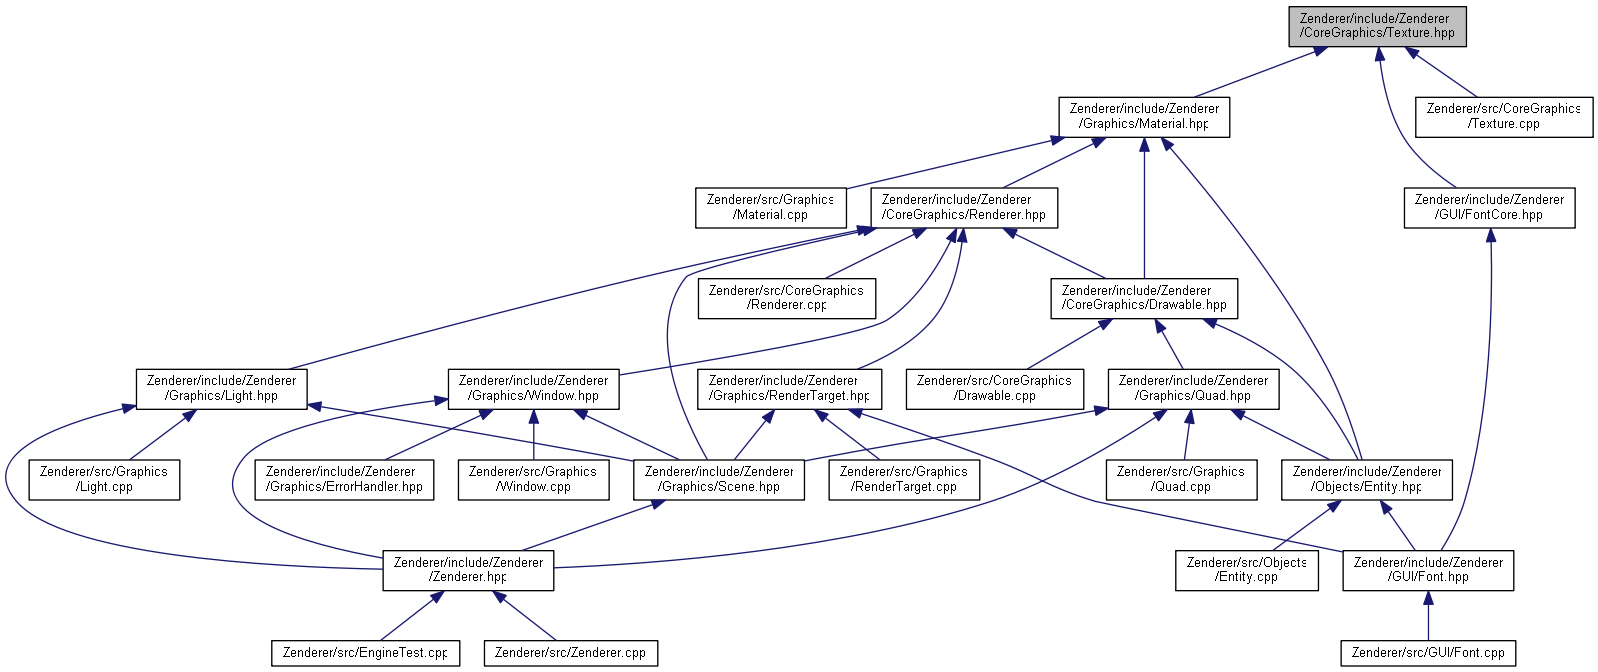 Zenderer/include/Zenderer
/CoreGraphics/Texture.hpp
Zenderer/include/Zenderer
/Graphics/Material.hpp
Zenderer/src/CoreGraphics
/Texture.cpp
Zenderer/src/Graphics
/Material.cpp
Zenderer/include/Zenderer
/CoreGraphics/Renderer.hpp
Zenderer/include/Zenderer
/GUI/FontCore.hpp
Zenderer/src/CoreGraphics
/Renderer.cpp
Zenderer/include/Zenderer
/CoreGraphics/Drawable.hpp
Zenderer/include/Zenderer
/Graphics/Light.hpp
Zenderer/include/Zenderer
/Graphics/Window.hpp
Zenderer/include/Zenderer
/Graphics/RenderTarget.hpp
Zenderer/src/CoreGraphics
/Drawable.cpp
Zenderer/include/Zenderer
/Graphics/Quad.hpp
Zenderer/src/Graphics
/Light.cpp
Zenderer/include/Zenderer
/Graphics/ErrorHandler.hpp
Zenderer/src/Graphics
/Window.cpp
Zenderer/include/Zenderer
/Graphics/Scene.hpp
Zenderer/src/Graphics
/RenderTarget.cpp
Zenderer/src/Graphics
/Quad.cpp
Zenderer/include/Zenderer
/Objects/Entity.hpp
Zenderer/include/Zenderer
/Zenderer.hpp
Zenderer/src/Objects
/Entity.cpp
Zenderer/include/Zenderer
/GUI/Font.hpp
Zenderer/src/EngineTest.cpp
Zenderer/src/Zenderer.cpp
Zenderer/src/GUI/Font.cpp